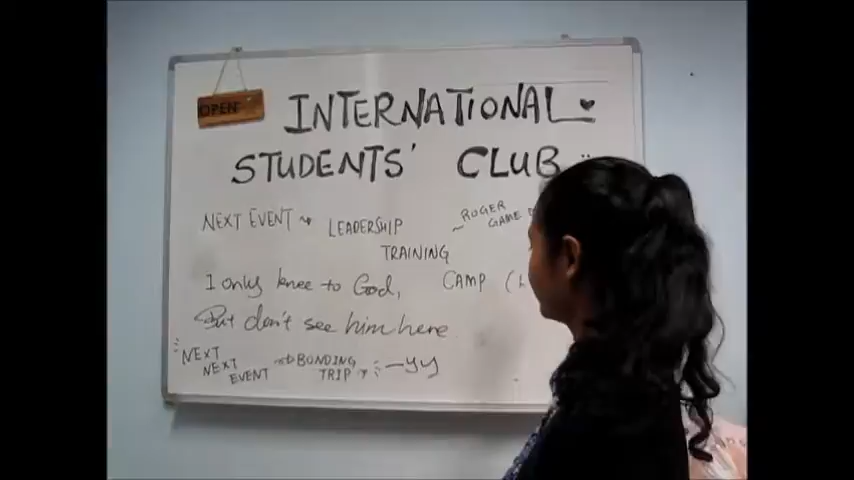 OPEN
INTERNATIONAL
STUDENTS' CLUB
NEXT EVENT LEADERSHIP TRAINING
~ ROGER GAME
CAMP (
I only knee to God,
But don't see him here
NEXT NEXT EVENT → BONDING TRIP
—yy